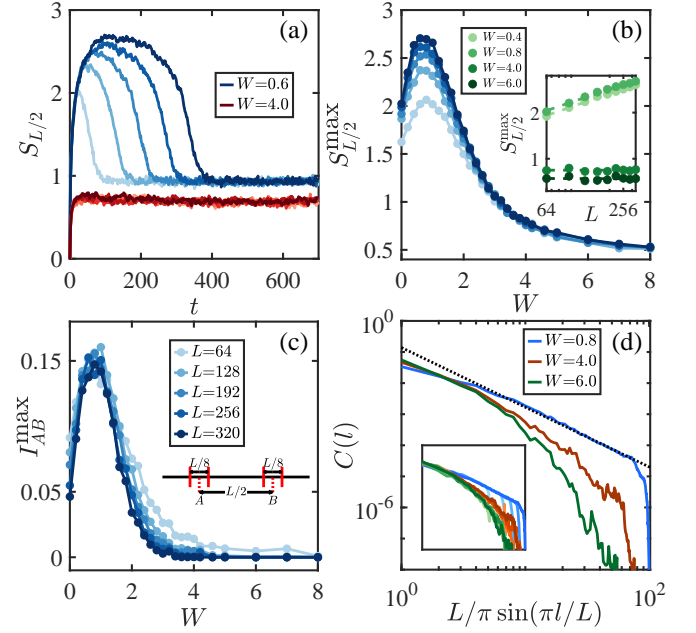 (a)
3
2
1
0
S_{L/2}
W=0.6
W=4.0
0
200
400
600
t
(b)
2.5
2
1.5
1
0.5
S^{max}_{L/2}
W=0.4
W=0.8
W=4.0
W=6.0
2
1
S^{max}_{L/2}
64
L
256
0
2
4
6
8
W
(c)
0.15
0.05
0
I^{max}_{AB}
L=64
L=128
L=192
L=256
L=320
L/8
L/8
L/2
A
B
0
2
4
6
8
W
(d)
10^0
10^{-6}
C(l)
W=0.8
W=4.0
W=6.0
10^0
10^1
10^2
L/π sin(πl/L)